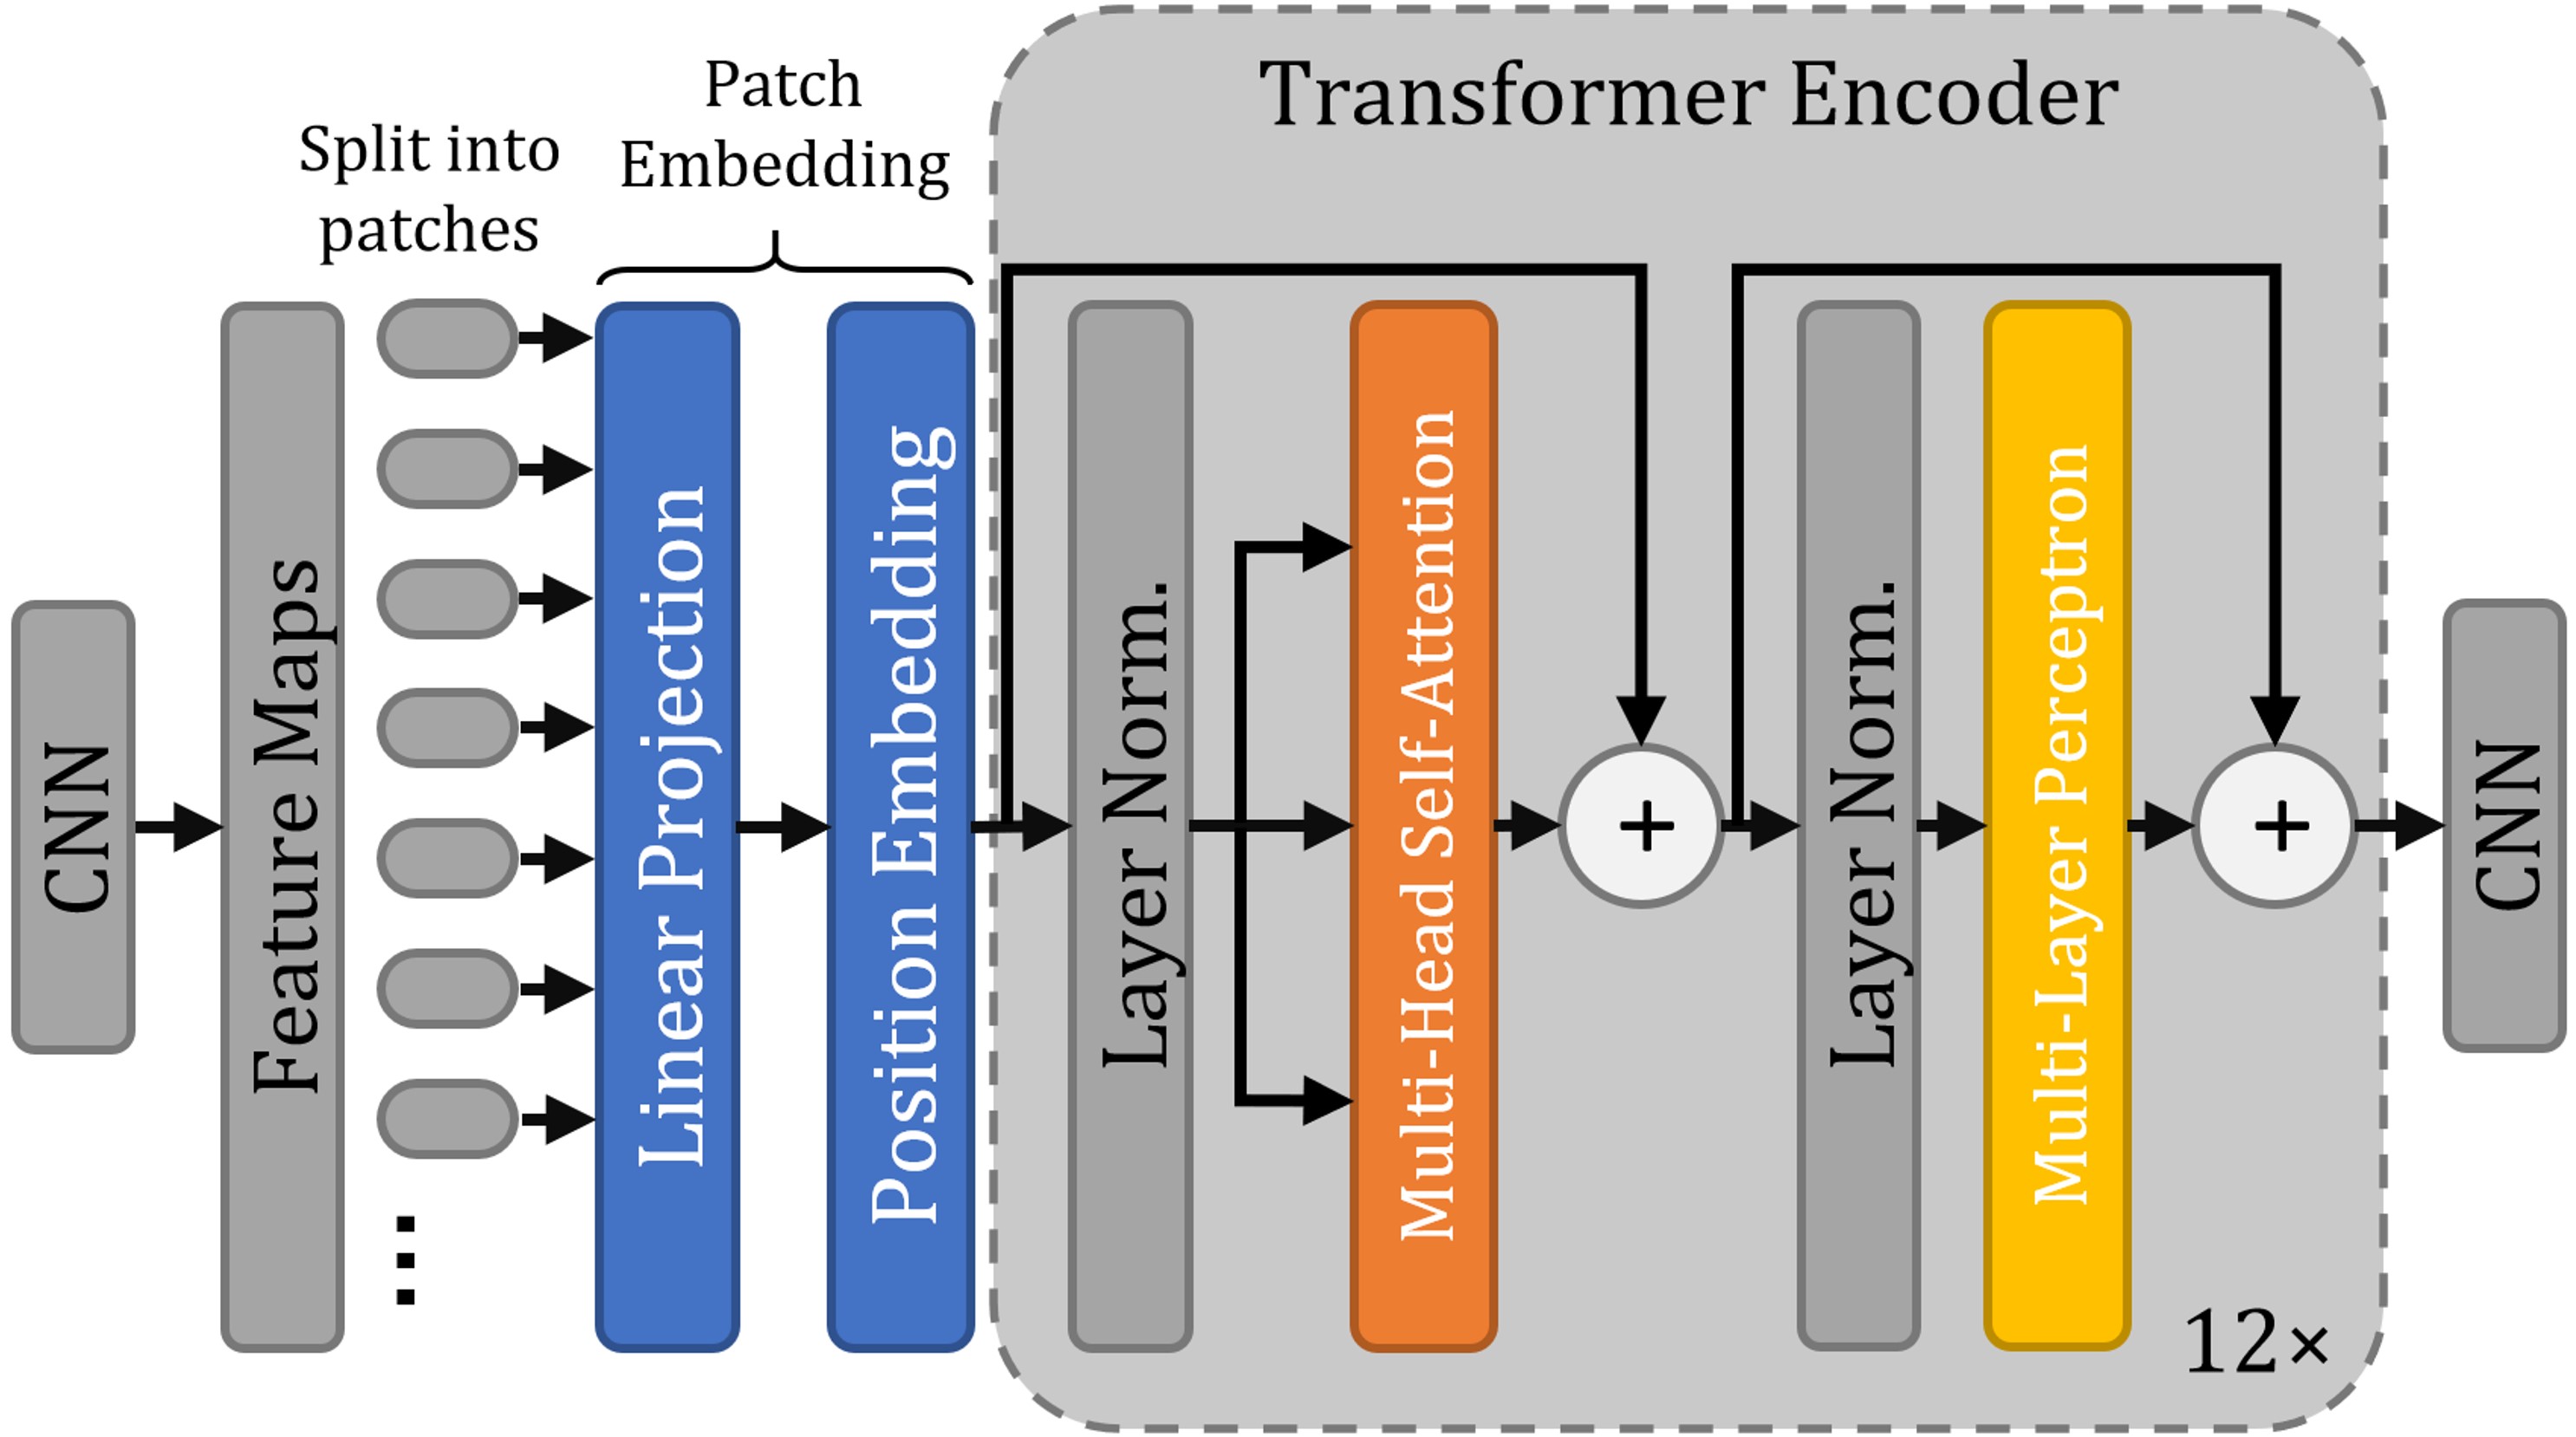 Transformer Encoder
Patch
Embedding
Split into
patches
CNN
Feature Maps
Linear Projection
Position Embedding
Layer Norm.
Multi-Head Self-Attention
+
Layer Norm.
Multi-Layer Perceptron
+
CNN
12×